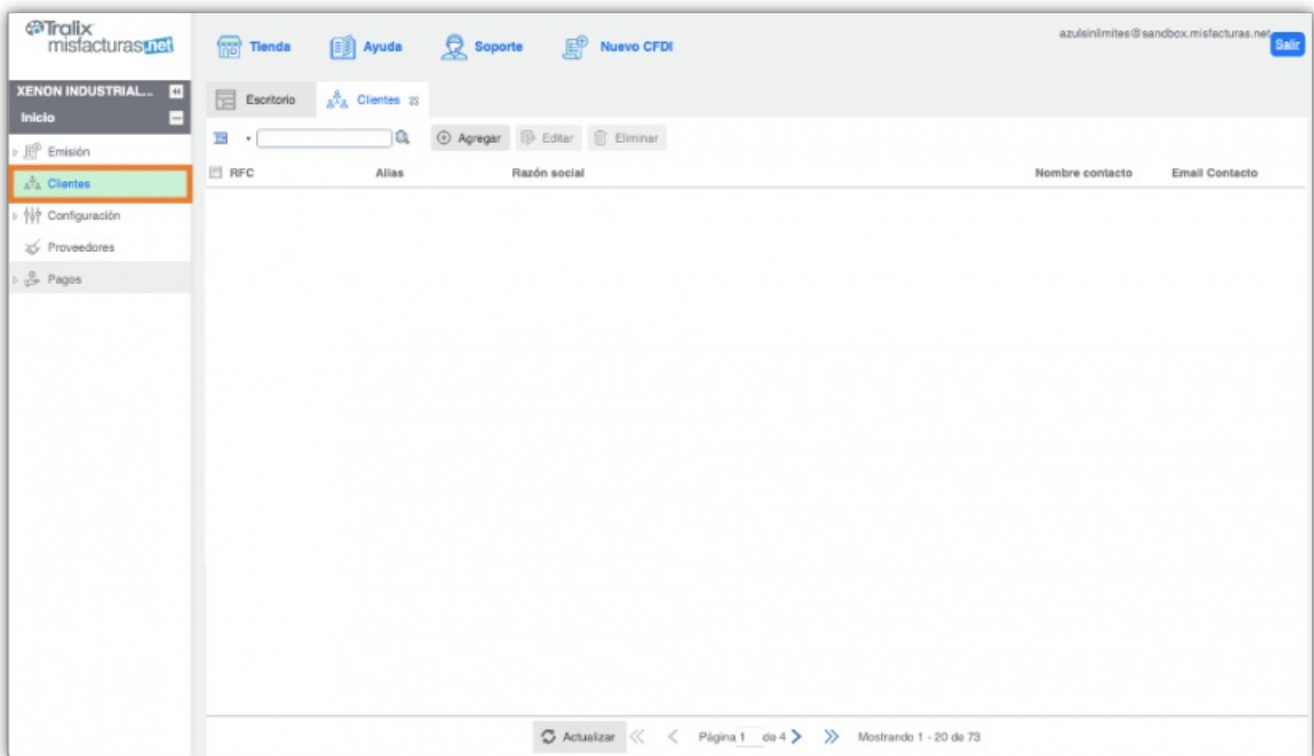 Tralix
misfacturas.net
Tienda
Ayuda
Soporte
Nuevo CFDI
azulsinlimites@sandbox.misfacturas.net
Salir
XENON INDUSTRIAL...
Inicio
Emisión
Clientes
Configuración
Proveedores
Pagos
Escritorio
Clientes
Agregar
Editar
Eliminar
RFC Alias Razón social Nombre contacto Email Contacto
Actualizar Página 1 de 4 Mostrando 1 - 20 de 73